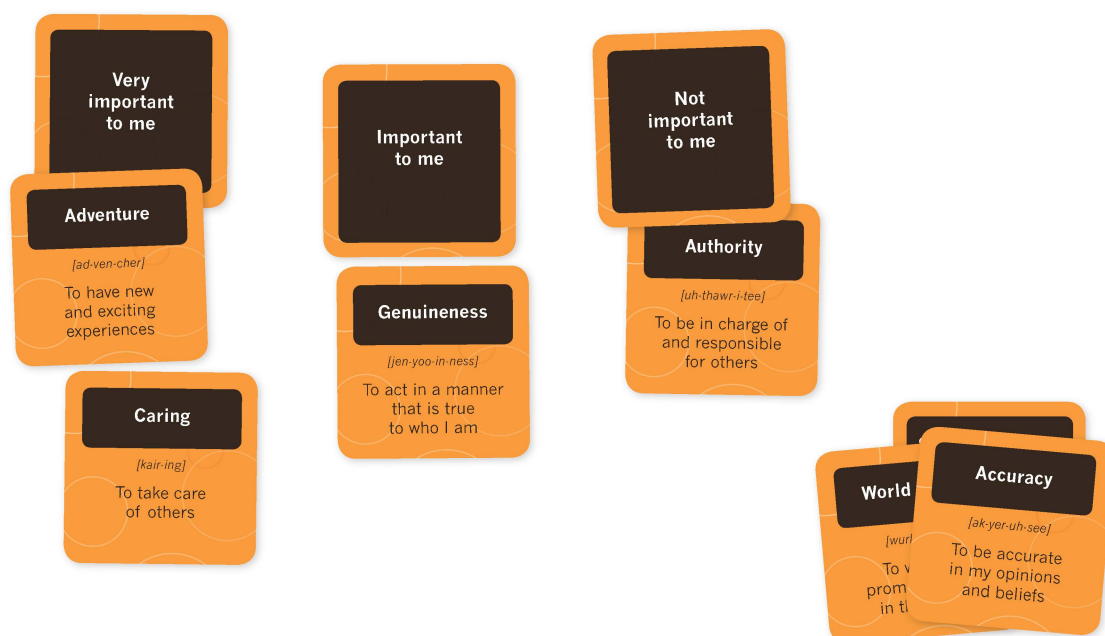 Very
important
to me
Adventure
[ad-ven-cher]
To have new
and exciting
experiences
Caring
[kair-ing]
To take care
of others
Important
to me
Genuineness
[jen-yoo-in-ness]
To act in a manner
that is true
to who I am
Not
important
to me
Authority
[uh-thawr-i-tee]
To be in charge of
and responsible
for others
World
To
in
Accuracy
[ak-yer-uh-see]
To be accurate
in my opinions
and beliefs